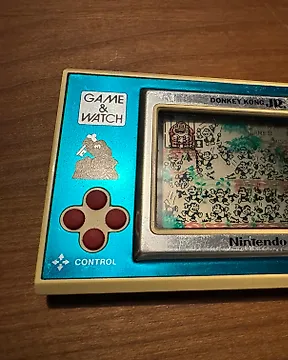 GAME
&
WATCH
DONKEY KONG JR.
Nintendo
CONTROL